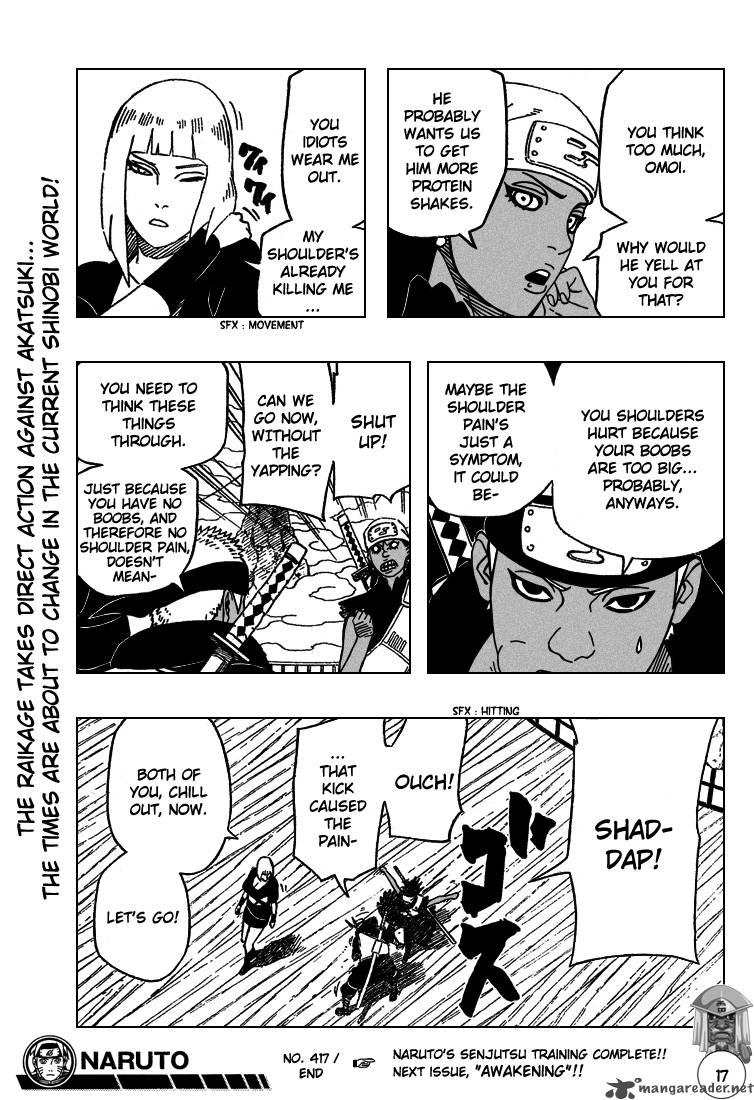 YOU THINK
TOO MUCH,
OMOI.
WHY WOULD
HE YELL AT
YOU FOR
THAT?
HE
PROBABLY
WANTS US
TO GET
HIM MORE
PROTEIN
SHAKES.
YOU
IDIOTS
WEAR ME
OUT.
MY
SHOULDER'S
ALREADY
KILLING ME
...
ワイ
ワイ
SFX : MOVEMENT
YOU SHOULDERS
HURT BECAUSE
YOUR BOOBS
ARE TOO BIG...
PROBABLY,
ANYWAYS.
MAYBE THE
SHOULDER
PAIN'S
JUST A
SYMPTOM,
IT COULD
BE-
SHUT
UP!
CAN WE
GO NOW,
WITHOUT
THE
YAPPING?
YOU NEED TO
THINK THESE
THINGS
THROUGH.
JUST BECAUSE
YOU HAVE NO
BOOBS, AND
THEREFORE NO
SHOULDER PAIN,
DOESN'T
MEAN-
SFX : HITTING
SHAD-
DAP!
ゴス
OUCH!
...
THAT
KICK
CAUSED
THE
PAIN-
BOTH OF
YOU, CHILL
OUT, NOW.
LET'S GO!
THE RAIKAGE TAKES DIRECT ACTION AGAINST AKATSUKI...
THE TIMES ARE ABOUT TO CHANGE IN THE CURRENT SHINOBI WORLD!
NARUTO
NO. 417 /
END
NARUTO'S SENJUTSU TRAINING COMPLETE!!
NEXT ISSUE, "AWAKENING"!!
17
mangareader.net